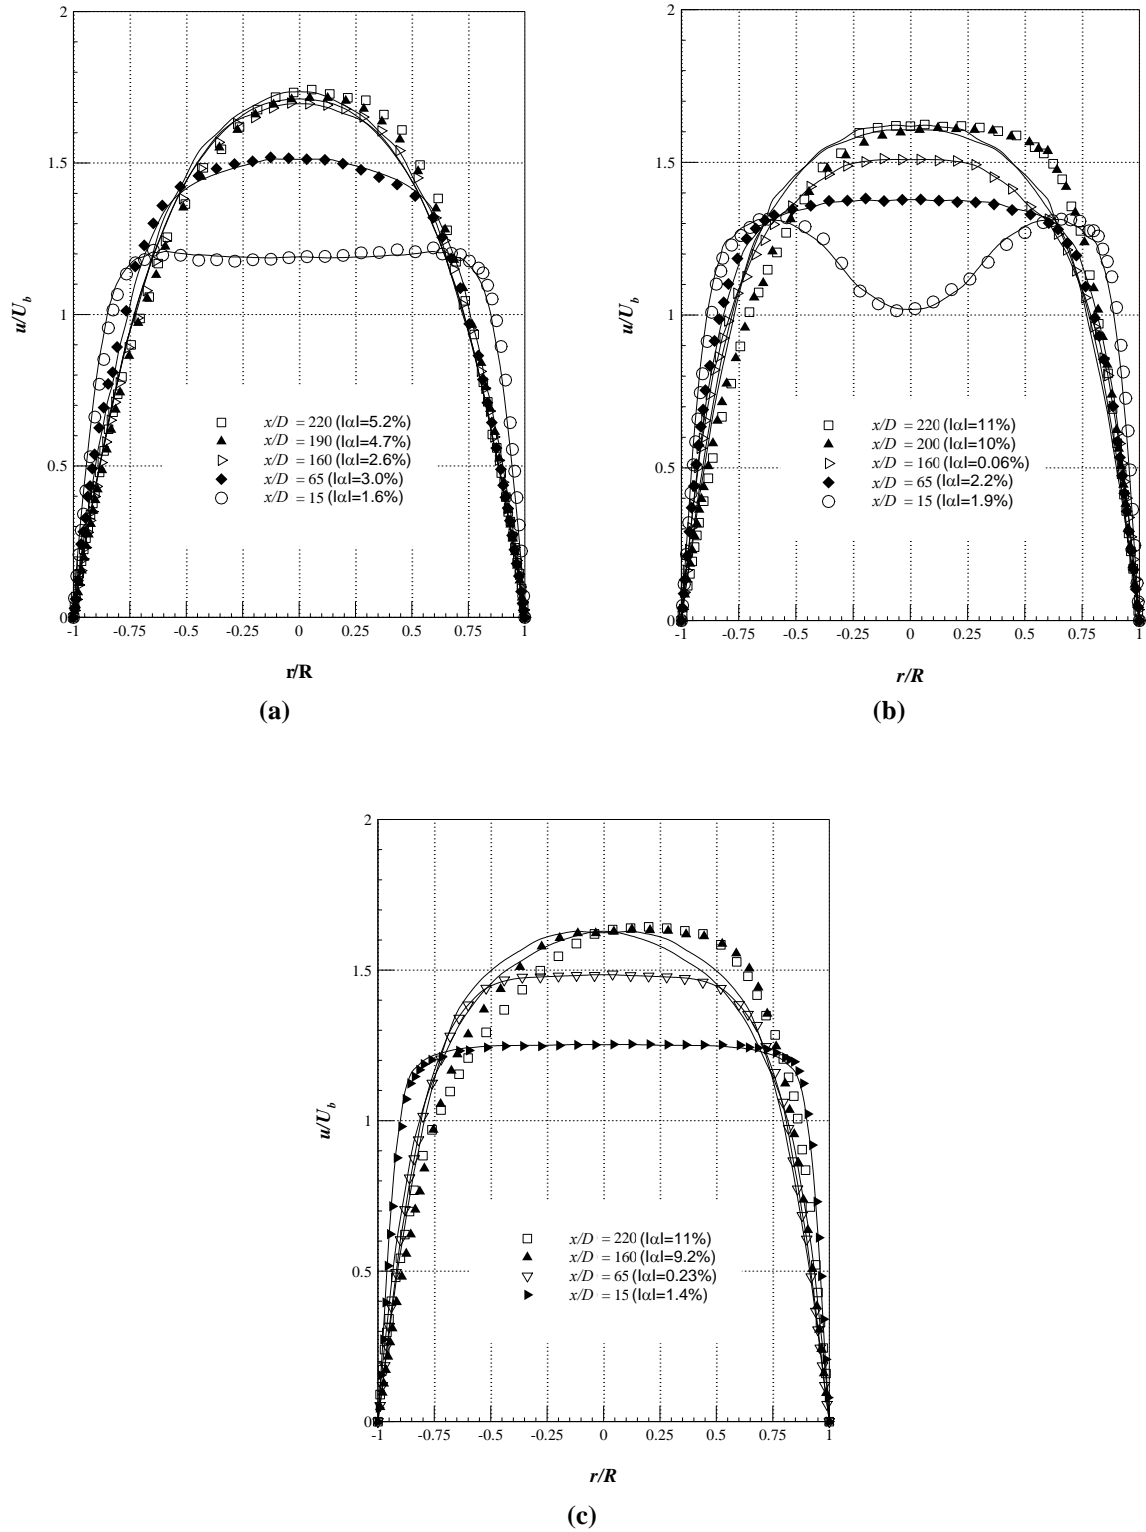 2
1.5
1
0.5
0
u/U_b
-1 -0.75 -0.5 -0.25 0 0.25 0.5 0.75 1
r/R
x/D = 220 (|α|=5.2%)
x/D = 190 (|α|=4.7%)
x/D = 160 (|α|=2.6%)
x/D = 65 (|α|=3.0%)
x/D = 15 (|α|=1.6%)
(a)
2
1.5
1
0.5
0
u/U_b
-1 -0.75 -0.5 -0.25 0 0.25 0.5 0.75 1
r/R
x/D = 220 (|α|=11%)
x/D = 200 (|α|=10%)
x/D = 160 (|α|=0.06%)
x/D = 65 (|α|=2.2%)
x/D = 15 (|α|=1.9%)
(b)
2
1.5
1
0.5
0
u/U_b
-1 -0.75 -0.5 -0.25 0 0.25 0.5 0.75 1
r/R
x/D = 220 (|α|=11%)
x/D = 160 (|α|=9.2%)
x/D = 65 (|α|=0.23%)
x/D = 15 (|α|=1.4%)
(c)